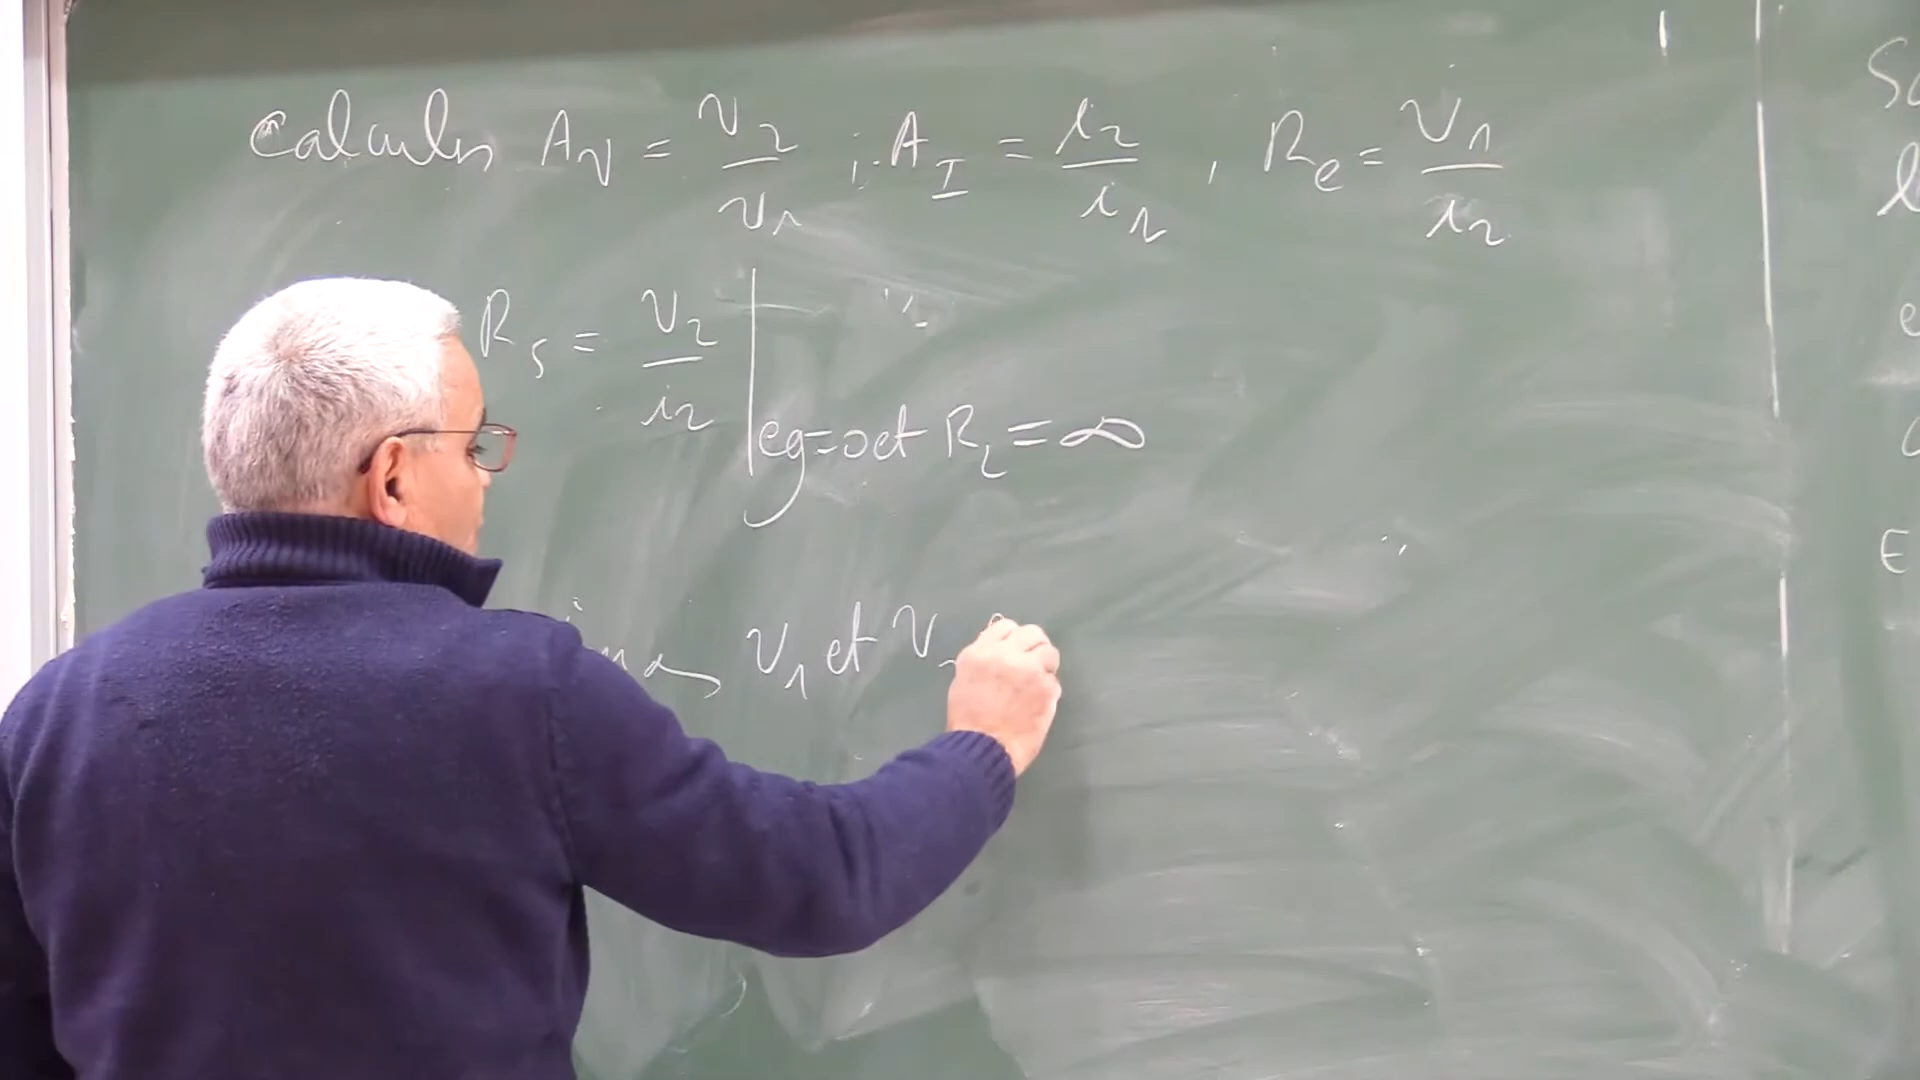 Calculs A_V = v_2 / v_1 ; A_I = i_2 / i_1 , R_e = v_1 / i_2
R_s = v_2 / i_2 | eg=0 et R_L = ∞
v_1 et v_2
S
l
e
E